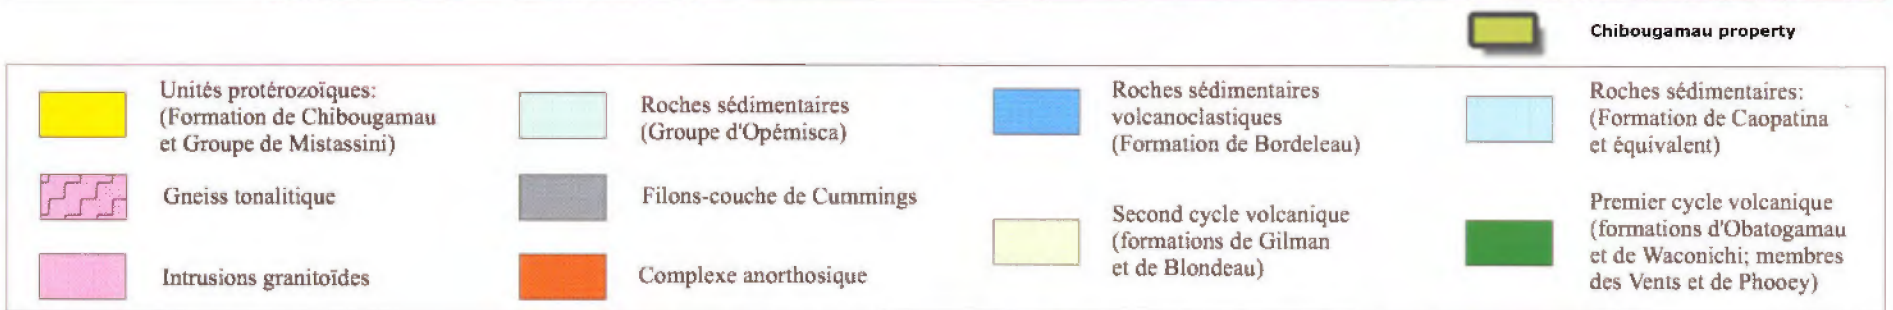 Chibougamau property
Unités protérozoïques:
(Formation de Chibougamau
et Groupe de Mistassini)
Gneiss tonalitique
Intrusions granitoïdes
Roches sédimentaires
(Groupe d'Opémisca)
Filons-couche de Cummings
Complexe anorthosique
Roches sédimentaires
volcanoclastiques
(Formation de Bordeleau)
Second cycle volcanique
(formations de Gilman
et de Blondeau)
Roches sédimentaires:
(Formation de Caopatina
et équivalent)
Premier cycle volcanique
(formations d'Obatogamau
et de Waconichi; membres
des Vents et de Phooey)